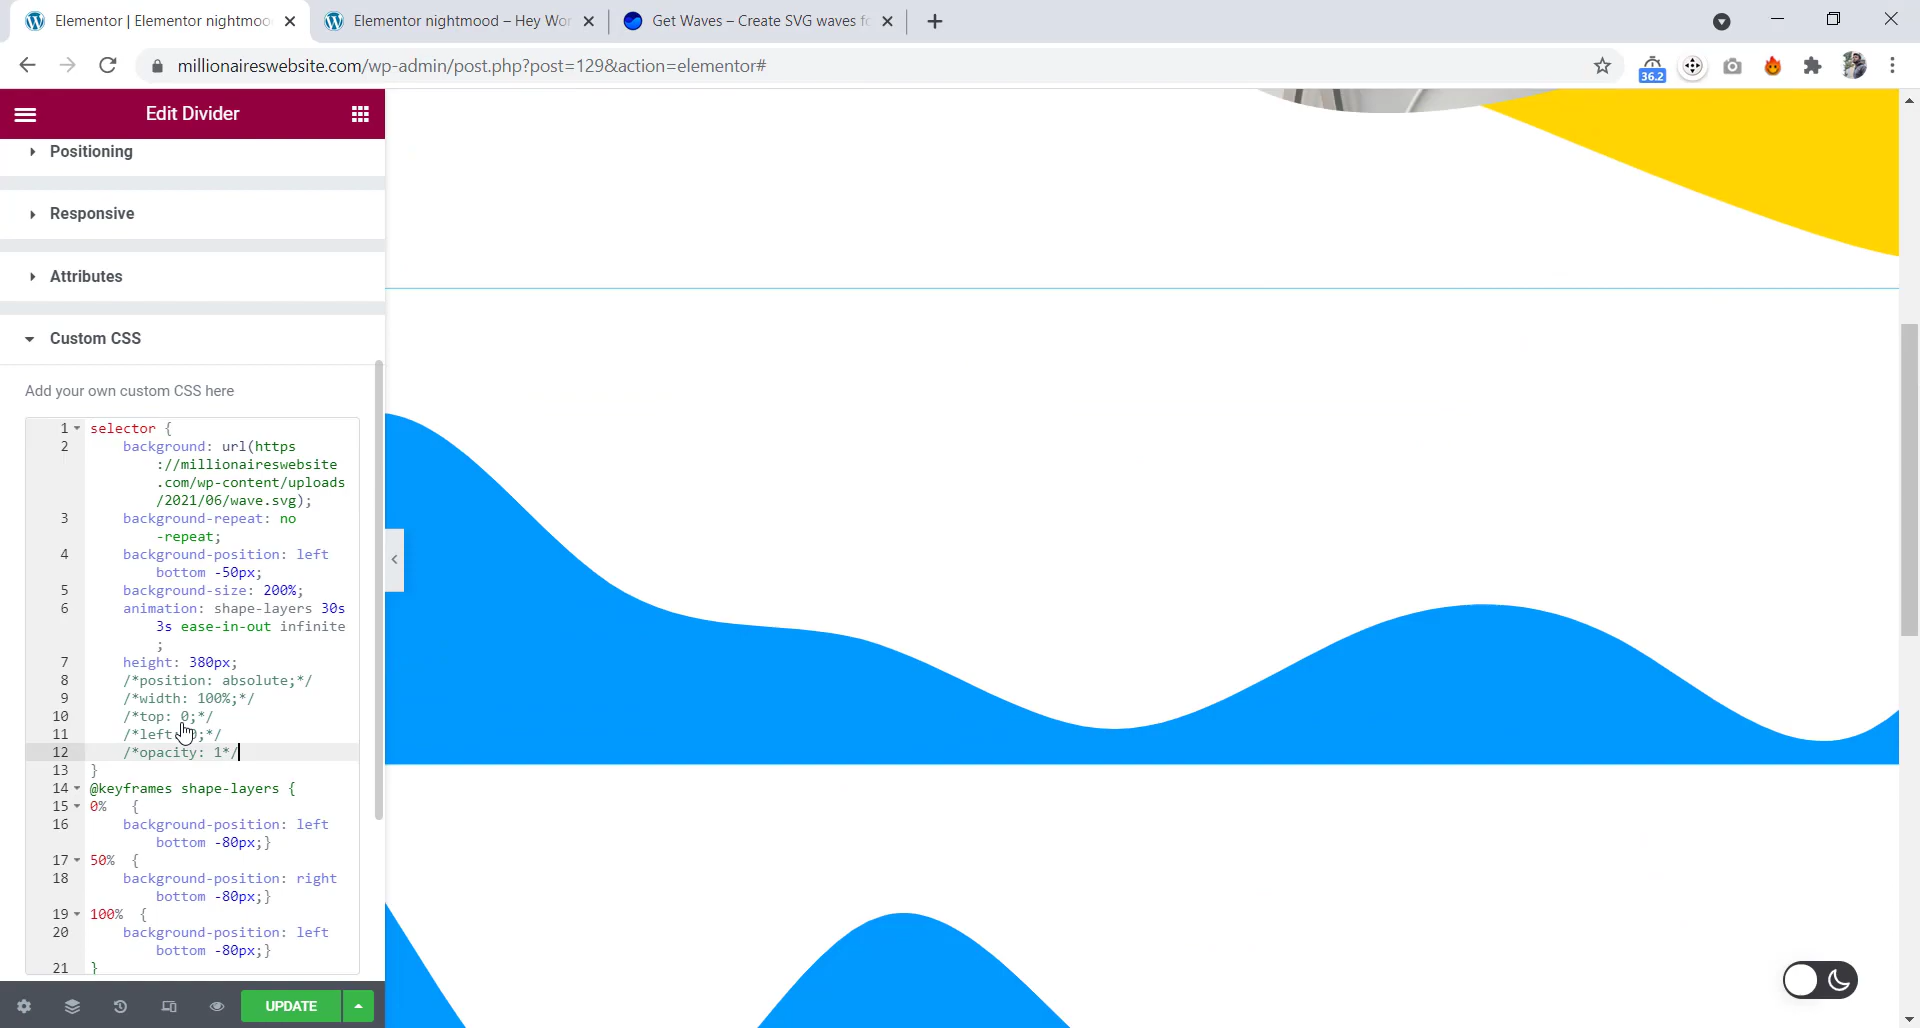 Elementor | Elementor nightmoo
Elementor nightmood – Hey Wor
Get Waves – Create SVG waves fo
millionaireswebsite.com/wp-admin/post.php?post=129&action=elementor#
36.2
Edit Divider
Positioning
Responsive
Attributes
Custom CSS
Add your own custom CSS here
1 selector {
2 background: url(https
://millionaireswebsite
.com/wp-content/uploads
/2021/06/wave.svg);
3 background-repeat: no
-repeat;
4 background-position: left
bottom -50px;
5 background-size: 200%;
6 animation: shape-layers 30s
3s ease-in-out infinite
;
7 height: 380px;
8 /*position: absolute;*/
9 /*width: 100%;*/
10 /*top: 0;*/
11 /*left: 0;*/
12 /*opacity: 1*/
13 }
14 @keyframes shape-layers {
15 0% {
16 background-position: left
bottom -80px;}
17 50% {
18 background-position: right
bottom -80px;}
19 100% {
20 background-position: left
bottom -80px;}
21 }
UPDATE